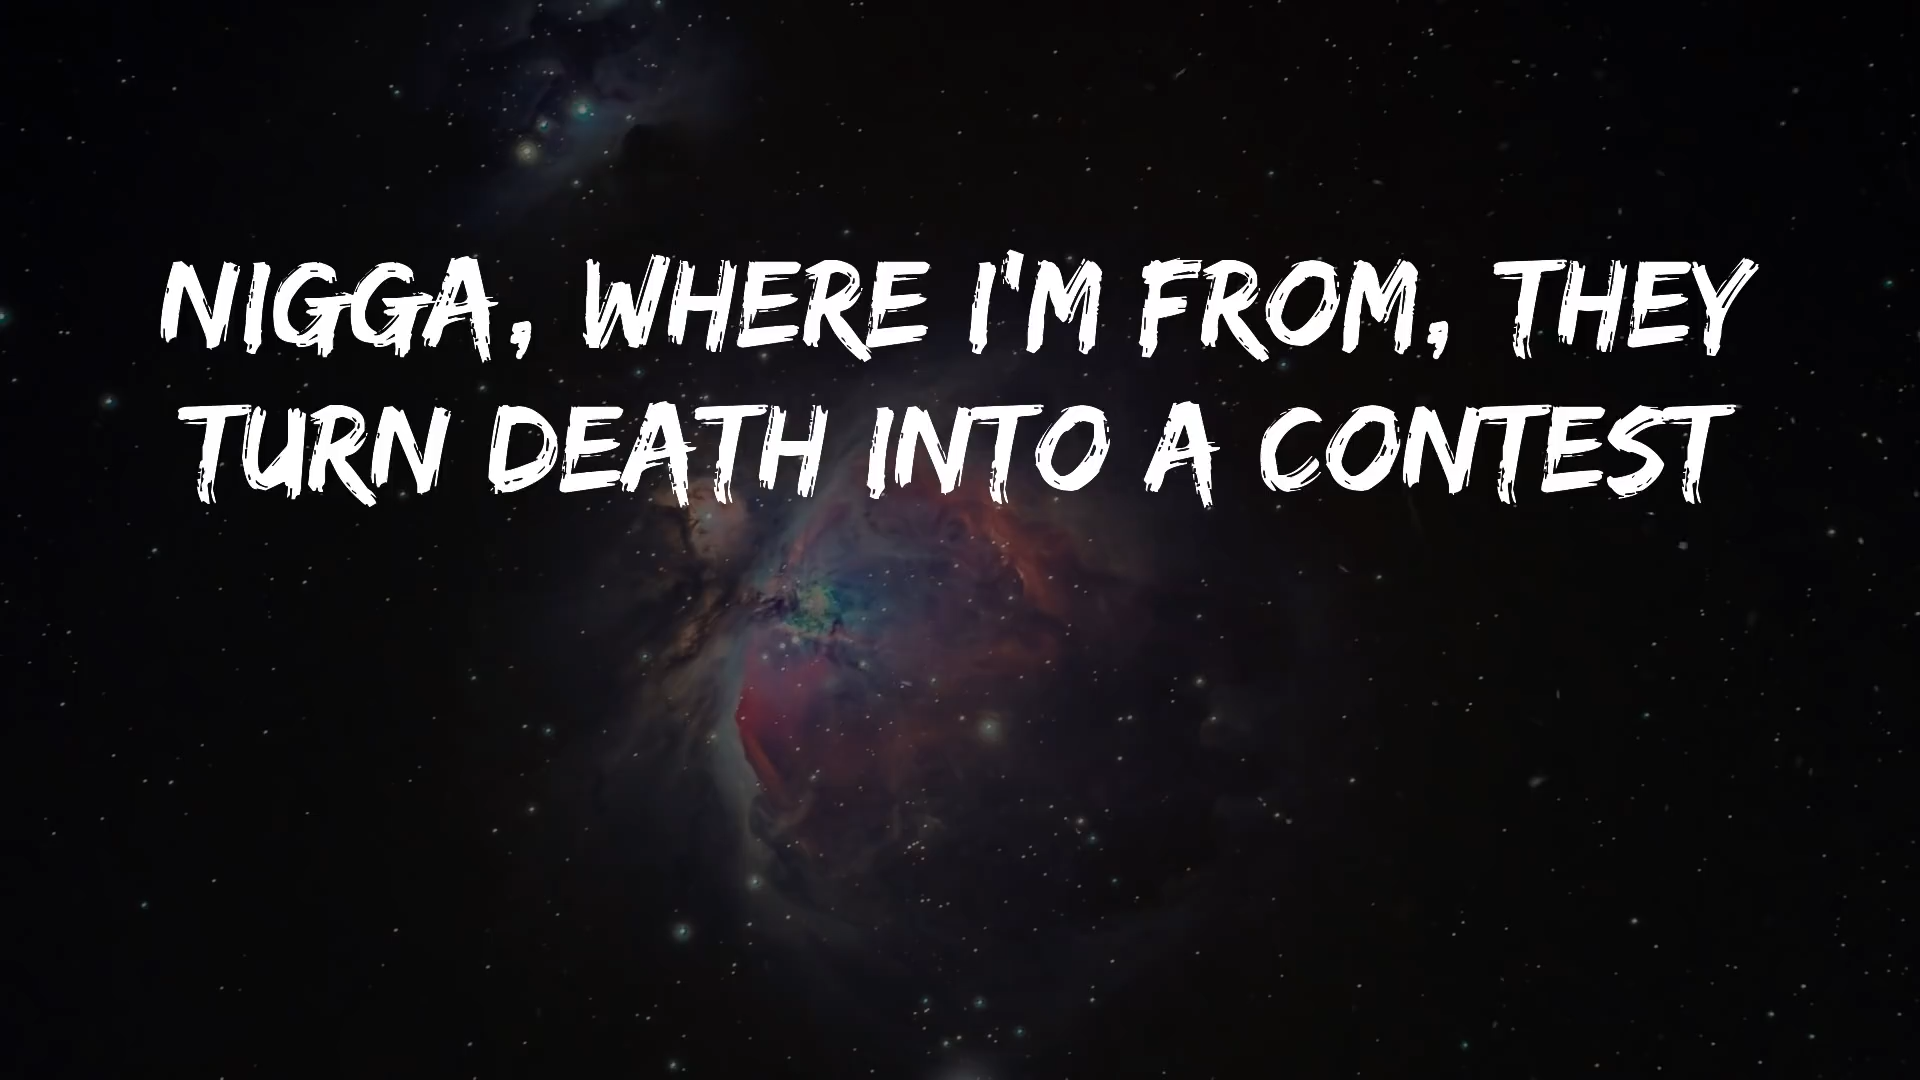 NIGGA, WHERE I'M FROM, THEY
TURN DEATH INTO A CONTEST